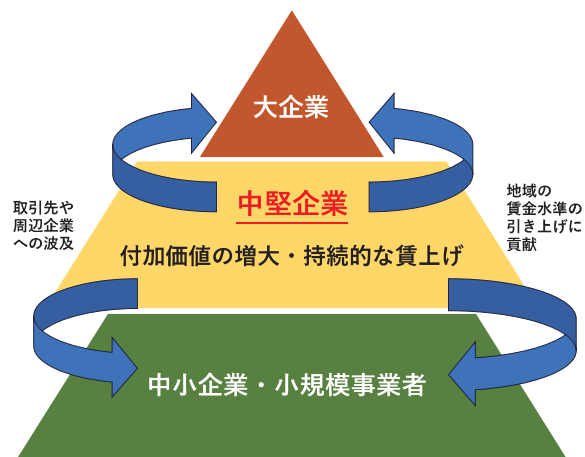 大企業
中堅企業
付加価値の増大・持続的な賃上げ
取引先や
周辺企業
への波及
地域の
賃金水準の
引き上げに
貢献
中小企業・小規模事業者